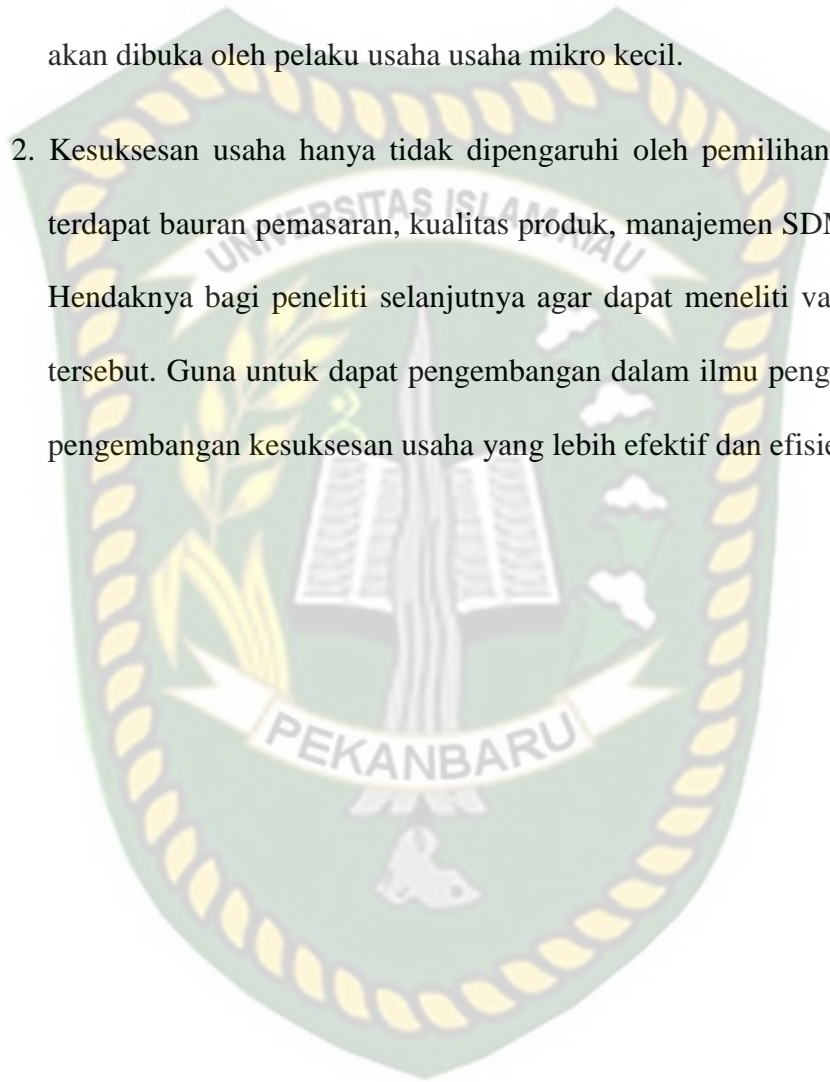 akan dibuka oleh pelaku usaha usaha mikro kecil.
2. Kesuksesan usaha hanya tidak dipengaruhi oleh pemilihan
terdapat bauran pemasaran, kualitas produk, manajemen
UNIVERSITAS ISLAM RIAU
Hendaknya bagi peneliti selanjutnya agar dapat meneliti
tersebut. Guna untuk dapat pengembangan dalam ilmu
pengembangan kesuksesan usaha yang lebih efektif dan
PEKANBARU